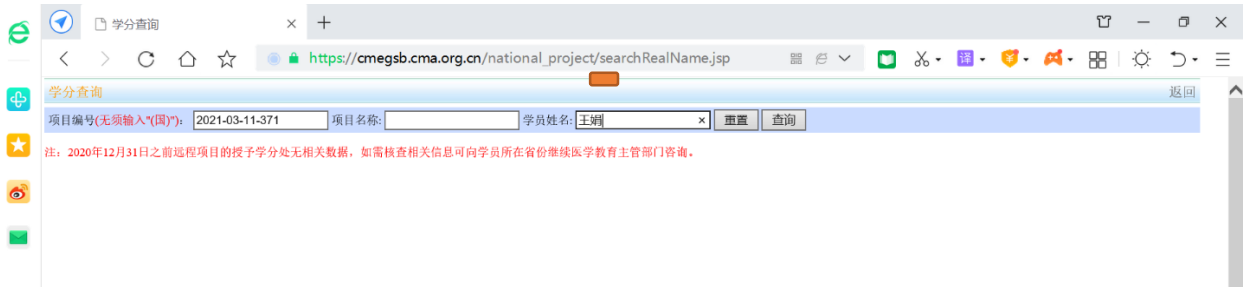 学分查询
https://cmegsb.cma.org.cn/national_project/searchRealName.jsp
译
学分查询 返回
项目编号(无须输入"(国)"): 2021-03-11-371 项目名称: 学员姓名: 王娟 重置 查询
注：2020年12月31日之前远程项目的授予学分处无相关数据，如需核查相关信息可向学员所在省份继续医学教育主管部门咨询。